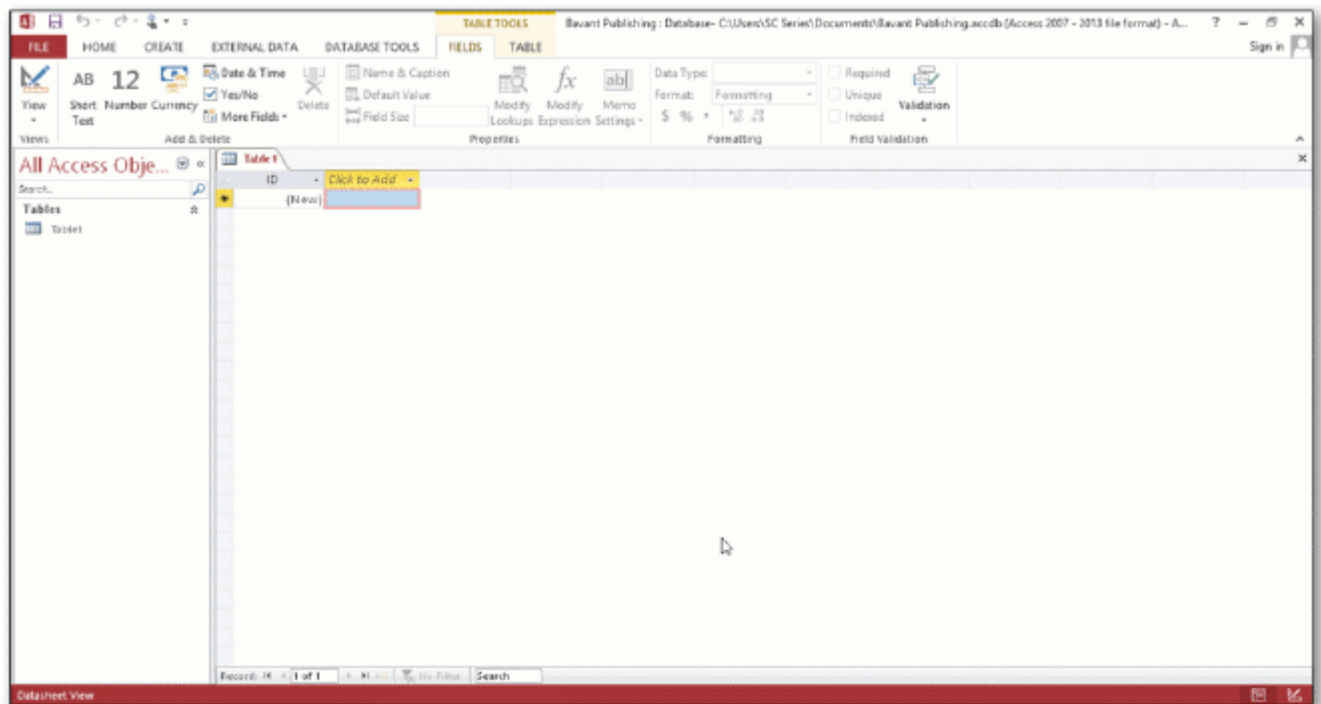 TABLE TOOLS Bavant Publishing : Database- C:\Users\SC Series\Documents\Bavant Publishing.accdb (Access 2007 - 2013 file format) - A... ?
FILE HOME CREATE EXTERNAL DATA DATABASE TOOLS FIELDS TABLE Sign in
View
Views
AB Short Text
12 Number
Currency
Date & Time
Yes/No
More Fields
Delete
Add & Delete
Name & Caption
Default Value
Field Size
Modify Lookups
fx Modify Expression
ab Memo Settings
Properties
Data Type:
Format: Formatting
$ %
Formatting
Required
Unique
Indexed
Validation
Field Validation
All Access Obje... «
Search...
Tables
Table1
Table1
ID Click to Add
(New)
Record: 1 of 1 No Filter Search
Datasheet View